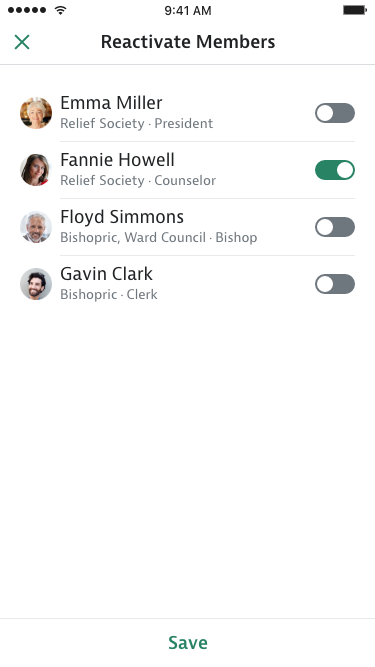 9:41 AM
Reactivate Members
Emma Miller
Relief Society · President
Fannie Howell
Relief Society · Counselor
Floyd Simmons
Bishopric, Ward Council · Bishop
Gavin Clark
Bishopric · Clerk
Save